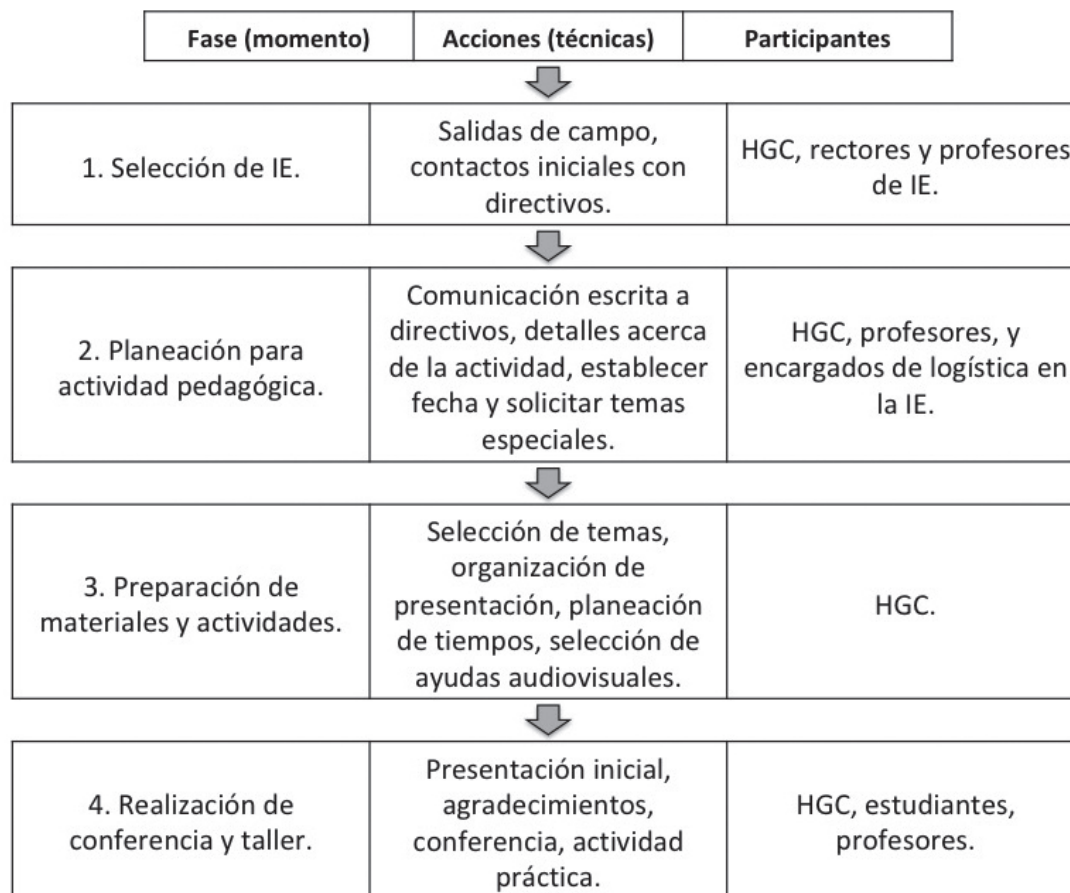 Fase (momento) Acciones (técnicas) Participantes
1. Selección de IE.
Salidas de campo,
contactos iniciales con
directivos.
HGC, rectores y profesores
de IE.
2. Planeación para
actividad pedagógica.
Comunicación escrita a
directivos, detalles acerca
de la actividad, establecer
fecha y solicitar temas
especiales.
HGC, profesores, y
encargados de logística en
la IE.
3. Preparación de
materiales y actividades.
Selección de temas,
organización de
presentación, planeación
de tiempos, selección de
ayudas audiovisuales.
HGC.
4. Realización de
conferencia y taller.
Presentación inicial,
agradecimientos,
conferencia, actividad
práctica.
HGC, estudiantes,
profesores.